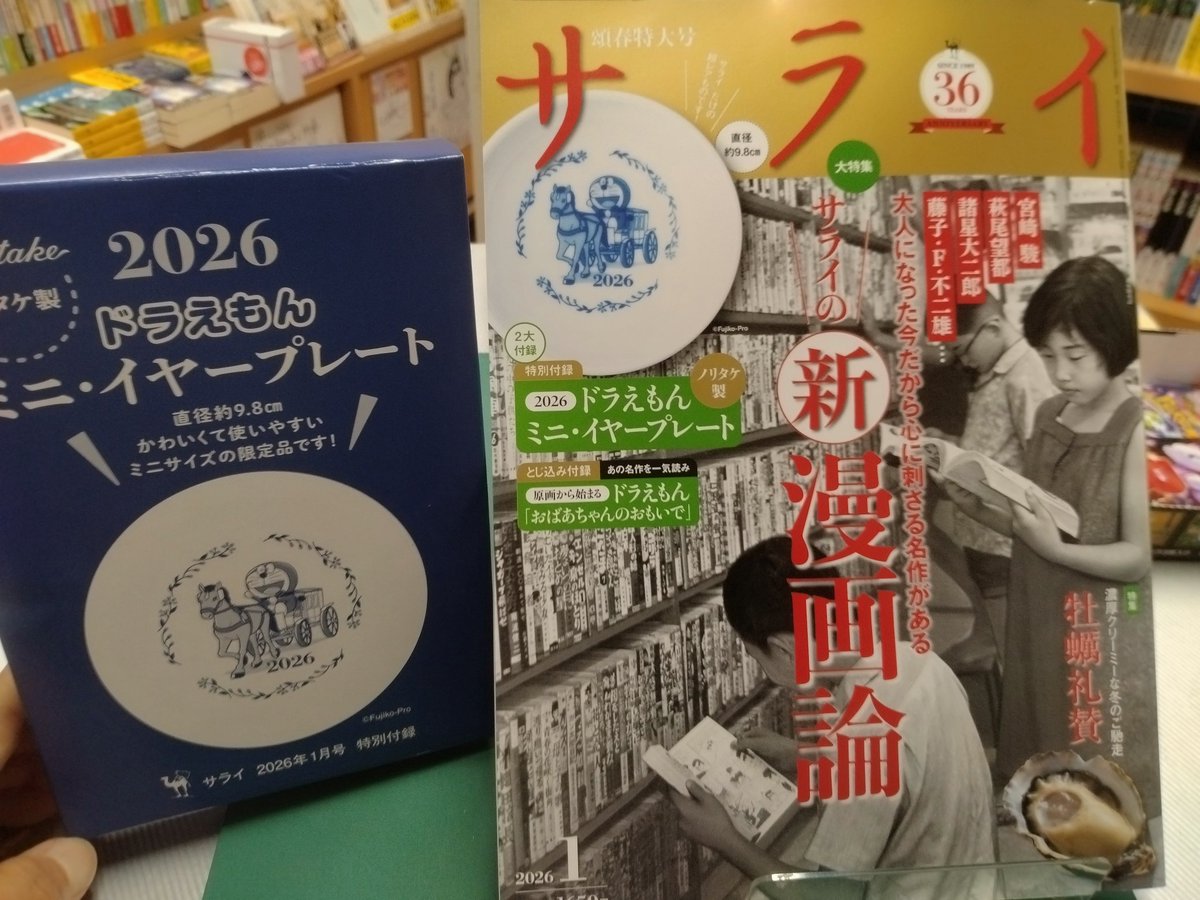 take
タケ製
2026
ドラえもん
ミニ・イヤープレート
直径約9.8㎝
かわいくて使いやすい
ミニサイズの限定品です!
2026
©Fujiko-Pro
サライ 2026年1月号 特別付録
サライ
頌春特大号
直径
約9.8㎝
SINCE 1989
36
YEARS
ANNIVERSARY
2026
©Fujiko-Pro
2大
付録
特別付録
2026 ドラえもん
ミニ・イヤープレート
ノリタケ
製
とじ込み付録 あの名作を一気読み
原画から始まる ドラえもん
「おばあちゃんのおもいで」
大特集
サライの
新漫画論
大人になった今だから心に刺さる名作がある
宮崎 駿
萩尾望都
諸星大二郎
藤子・F・不二雄…
特集
濃厚クリーミーな冬のご馳走
牡蠣礼賛
2026 1